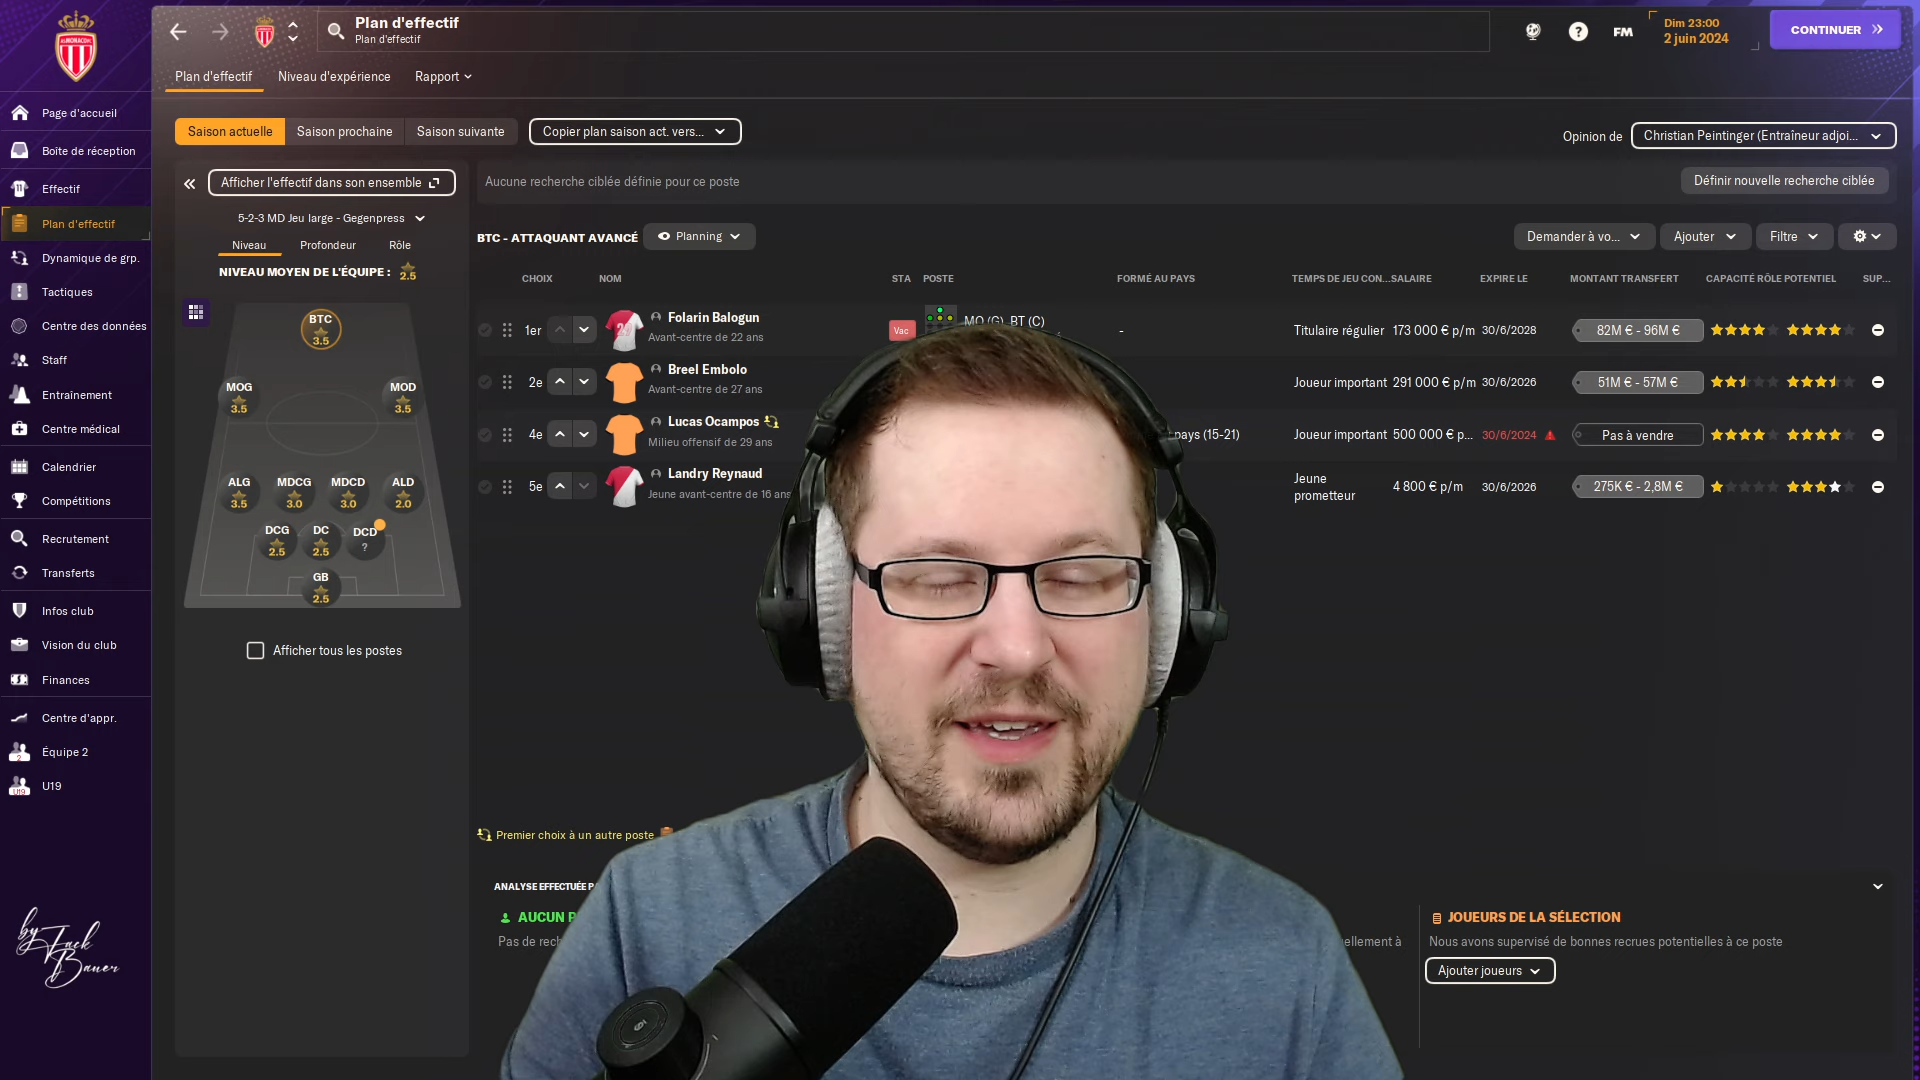 Plan d'effectif
Plan d'effectif
FM
Dim 23:00
2 juin 2024
CONTINUER
Plan d'effectif
Niveau d'expérience
Rapport
Page d'accueil
Boîte de réception
Effectif
Plan d'effectif
Dynamique de grp.
Tactiques
Centre des données
Staff
Entraînement
Centre médical
Calendrier
Compétitions
Recrutement
Transferts
Infos club
Vision du club
Finances
Centre d'appr.
Équipe 2
U19
by Jack Bauer
Saison actuelle
Saison prochaine
Saison suivante
Copier plan saison act. vers...
Opinion de
Christian Peintinger (Entraîneur adjoi...
Afficher l'effectif dans son ensemble
5-2-3 MD Jeu large - Gegenpress
Niveau
Profondeur
Rôle
NIVEAU MOYEN DE L'ÉQUIPE : 2.5
BTC
3.5
MOG
3.5
MOD
3.5
ALG
3.5
MDCG
3.0
MDCD
3.0
ALD
2.0
DCG
2.5
DC
2.5
DCD
?
GB
2.5
Afficher tous les postes
Aucune recherche ciblée définie pour ce poste
Définir nouvelle recherche ciblée
BTC - ATTAQUANT AVANCÉ
Planning
Demander à vo...
Ajouter
Filtre
CHOIX NOM STA POSTE FORMÉ AU PAYS TEMPS DE JEU CON... SALAIRE EXPIRE LE MONTANT TRANSFERT CAPACITÉ RÔLE POTENTIEL SUP...
1er Folarin Balogun Vac MO (G), BT (C) - Titulaire régulier 173 000 € p/m 30/6/2028 82M € - 96M €
Avant-centre de 22 ans
2e Breel Embolo Joueur important 291 000 € p/m 30/6/2026 51M € - 57M €
Avant-centre de 27 ans
4e Lucas Ocampos pays (15-21) Joueur important 500 000 € p... 30/6/2024 Pas à vendre
Milieu offensif de 29 ans
5e Landry Reynaud Jeune prometteur 4 800 € p/m 30/6/2026 275K € - 2,8M €
Jeune avant-centre de 16 ans
Premier choix à un autre poste
ANALYSE EFFECTUÉE P
AUCUN P
Pas de rech
ellement à
JOUEURS DE LA SÉLECTION
Nous avons supervisé de bonnes recrues potentielles à ce poste
Ajouter joueurs